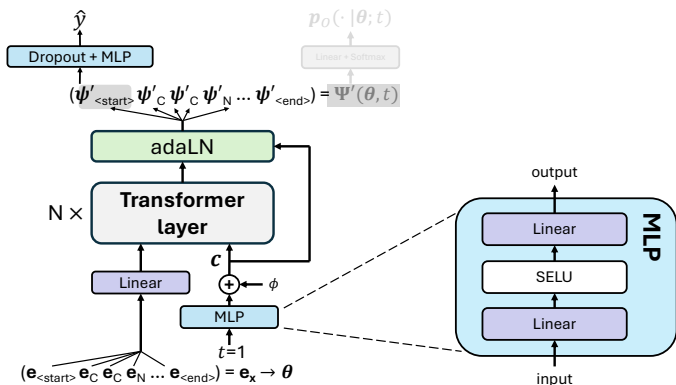 ŷ
p_O(· | θ; t)
Linear + Softmax
Dropout + MLP
(ψ′<start> ψ′C ψ′C ψ′N ... ψ′<end>) = Ψ′(θ, t)
adaLN
N × Transformer layer
c
Linear
+ ϕ
MLP
t=1
(e<start> eC eC eN ... e<end>) = ex → θ
output
Linear
SELU
Linear
MLP
input